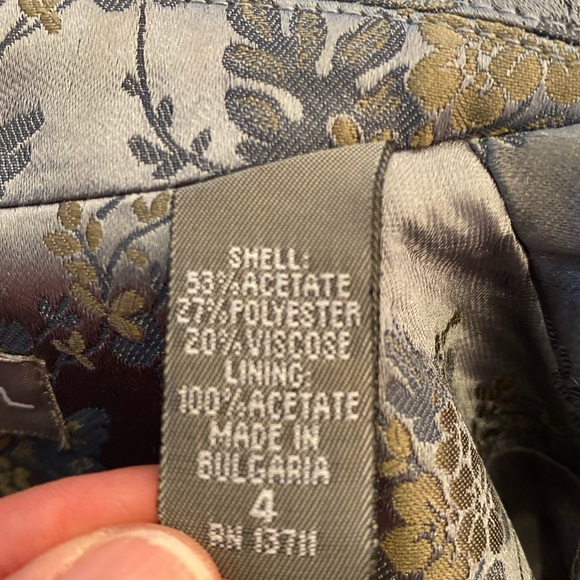 SHELL:
53%ACETATE
27%POLYESTER
20%VISCOSE
LINING:
100%ACETATE
MADE IN
BULGARIA
4
RN 13711